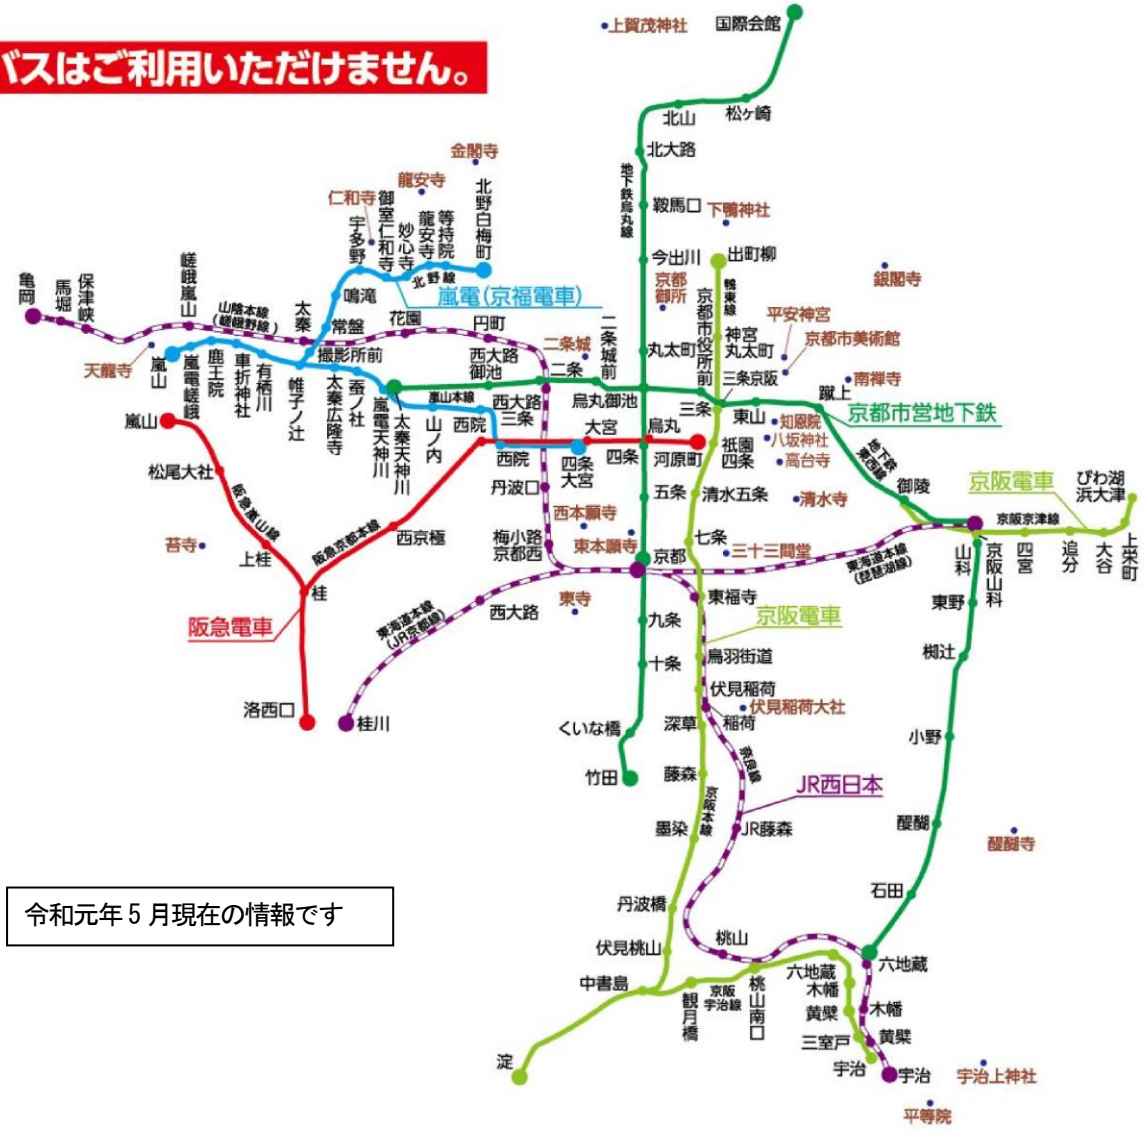 バスはご利用いただけません。
上賀茂神社
国際会館
松ヶ崎
北山
北大路
地下鉄烏丸線
鞍馬口
下鴨神社
今出川
出町柳
京都
御所
鴨東線
銀閣寺
金閣寺
龍安寺
仁和寺
北野白梅町
等持院
龍安寺
妙心寺
御室仁和寺
宇多野
鳴滝
常盤
北野線
嵐電(京福電車)
亀岡
馬堀
保津峡
嵯峨嵐山
山陰本線
(嵯峨野線)
太秦
花園
円町
二条城
二条城前
丸太町
京都市役所前
神宮
丸太町
平安神宮
京都市美術館
南禅寺
蹴上
天龍寺
嵐山
嵐電嵯峨
鹿王院
車折神社
有栖川
帷子ノ辻
撮影所前
太秦広隆寺
蚕ノ社
嵐電天神川
太秦天神川
嵐山本線
山ノ内
西大路
御池
西大路
三条
西院
二条
烏丸御池
三条
三条京阪
東山
京都市営地下鉄
知恩院
八坂神社
高台寺
清水寺
地下鉄
東西線
御陵
京阪電車
びわ湖
浜大津
京阪京津線
山科
京阪山科
四宮
追分
大谷
上栄町
嵐山
松尾大社
阪急嵐山線
苔寺
上桂
桂
阪急京都本線
西京極
阪急電車
洛西口
西院
四条
大宮
大宮
烏丸
四条
河原町
祇園
四条
丹波口
五条
清水五条
西本願寺
東本願寺
梅小路
京都西
京都
七条
三十三間堂
東海道本線
(琵琶湖線)
東海道本線
(JR京都線)
西大路
東寺
桂川
東福寺
京阪電車
九条
十条
鳥羽街道
伏見稲荷
伏見稲荷大社
稲荷
深草
くいな橋
竹田
藤森
奈良線
JR西日本
京阪本線
墨染
JR藤森
東野
椥辻
小野
醍醐
醍醐寺
石田
丹波橋
伏見桃山
桃山
中書島
観月橋
京阪
宇治線
桃山南口
六地蔵
六地蔵
木幡
木幡
黄檗
黄檗
三室戸
宇治
宇治
淀
宇治上神社
平等院
令和元年5月現在の情報です